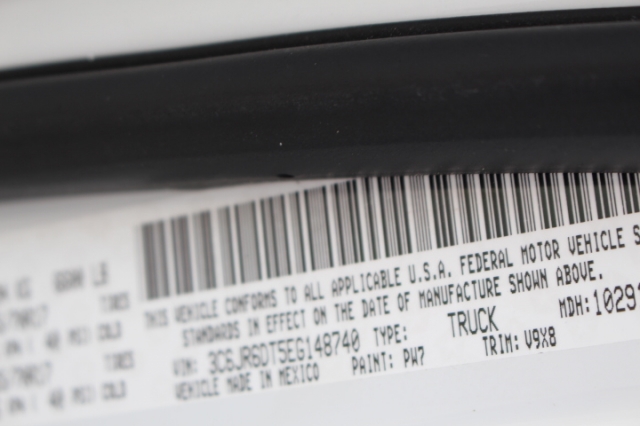 THIS VEHICLE CONFORMS TO ALL APPLICABLE U.S.A. FEDERAL MOTOR VEHICLE S
STANDARDS IN EFFECT ON THE DATE OF MANUFACTURE SHOWN ABOVE.
VIN: 3C6JR6DT5EG148740 TYPE: TRUCK MDH: 10291
VEHICLE MADE IN MEXICO PAINT: PW7 TRIM: V9X8